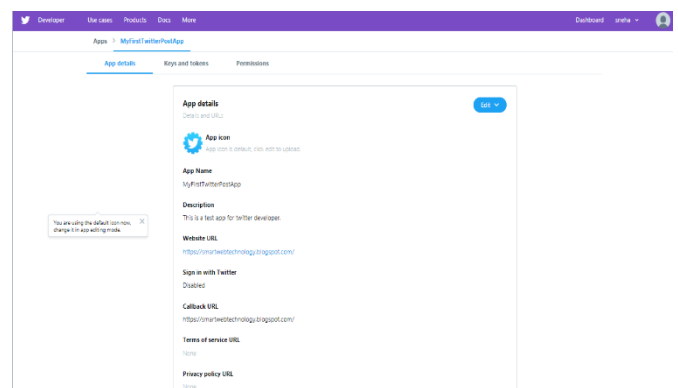 Developer Use cases Products Docs More Dashboard sneha
Apps > MyFirstTwitterPostApp
App details Keys and tokens Permissions
App details
Edit
Details and URLs
App icon
App icon is default, click edit to upload.
App Name
MyFirstTwitterPostApp
Description
This is a test app for twitter developer.
You are using the default icon now,
change it in app editing mode.
Website URL
https://smartwebtechnology.blogspot.com/
Sign in with Twitter
Disabled
Callback URL
https://smartwebtechnology.blogspot.com/
Terms of service URL
None
Privacy policy URL
None